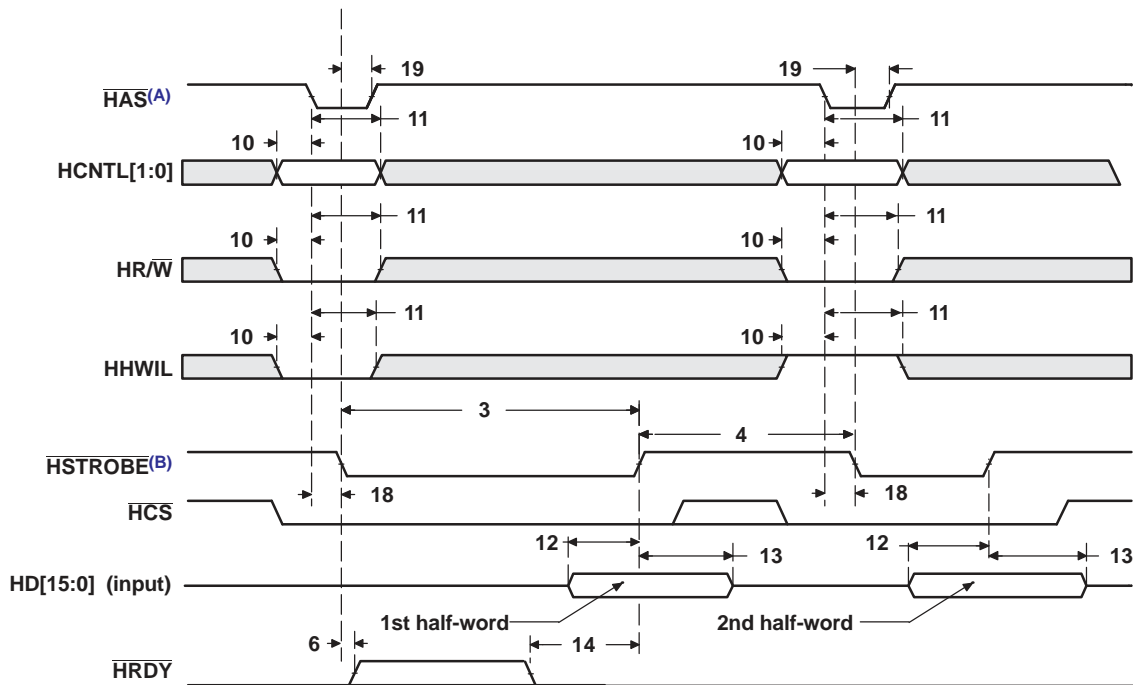 19
19
HAS(A)
11
11
10
10
HCNTL[1:0]
11
11
10
10
HR/W
11
11
10
10
HHWIL
3
4
HSTROBE(B)
18
18
HCS
12
13
12
13
HD[15:0] (input)
1st half-word
2nd half-word
6
14
HRDY